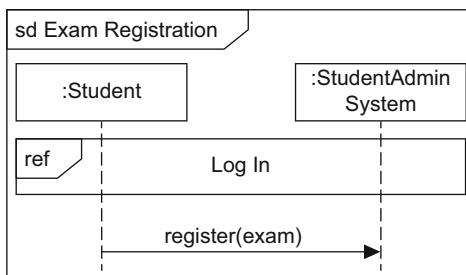 sd Exam Registration
:Student
:StudentAdmin
System
ref
Log In
register(exam)